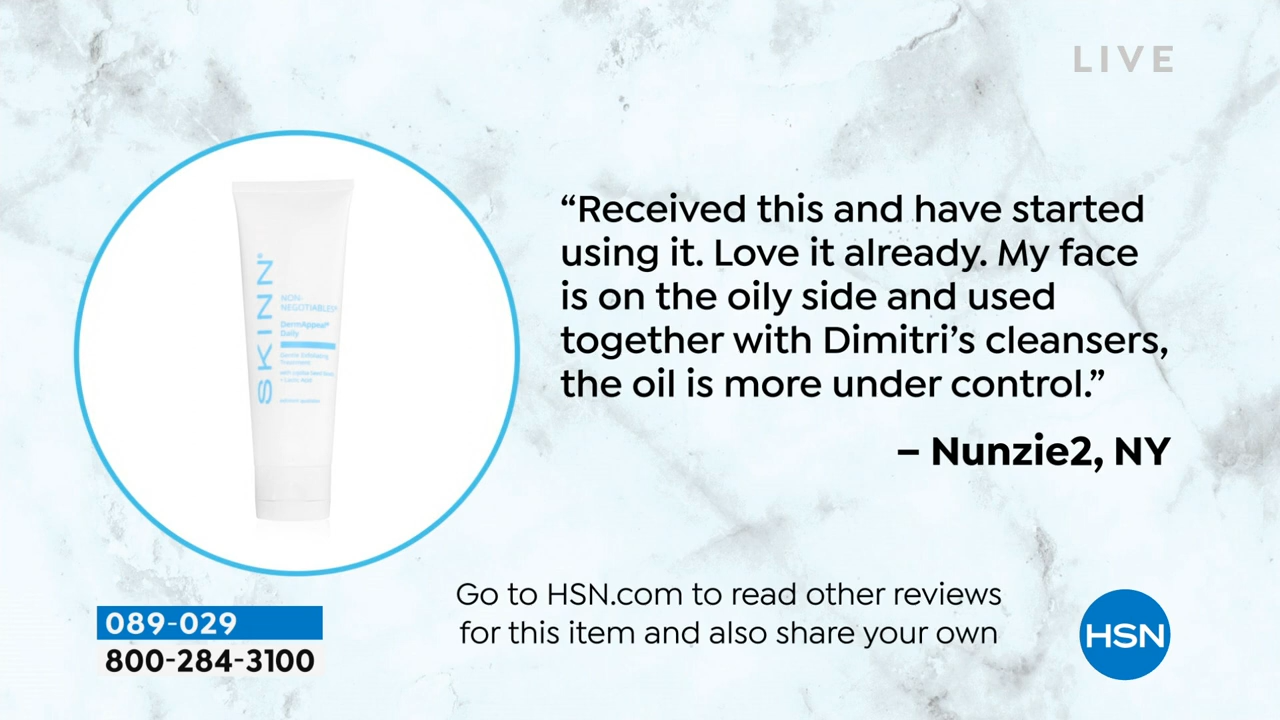 LIVE
“Received this and have started
using it. Love it already. My face
is on the oily side and used
together with Dimitri’s cleansers,
the oil is more under control.”
– Nunzie2, NY
SKINN®
NON-
NEGOTIABLES®
DermAppeal®
Daily
Gentle Exfoliating
Treatment
Go to HSN.com to read other reviews
for this item and also share your own
089-029
800-284-3100
HSN